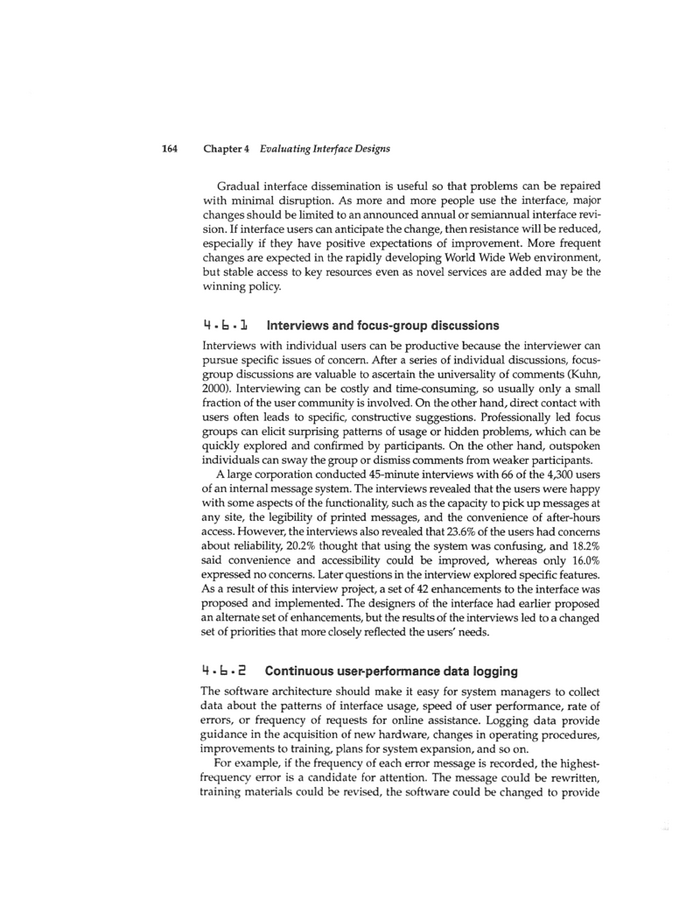 164 Chapter 4 Evaluating Interface Designs
Gradual interface dissemination is useful so that problems can be repaired
with minimal disruption. As more and more people use the interface, major
changes should be limited to an announced annual or semiannual interface revi-
sion. If interface users can anticipate the change, then resistance will be reduced,
especially if they have positive expectations of improvement. More frequent
changes are expected in the rapidly developing World Wide Web environment,
but stable access to key resources even as novel services are added may be the
winning policy.
4.6.1 Interviews and focus-group discussions
Interviews with individual users can be productive because the interviewer can
pursue specific issues of concern. After a series of individual discussions, focus-
group discussions are valuable to ascertain the universality of comments (Kuhn,
2000). Interviewing can be costly and time-consuming, so usually only a small
fraction of the user community is involved. On the other hand, direct contact with
users often leads to specific, constructive suggestions. Professionally led focus
groups can elicit surprising patterns of usage or hidden problems, which can be
quickly explored and confirmed by participants. On the other hand, outspoken
individuals can sway the group or dismiss comments from weaker participants.
A large corporation conducted 45-minute interviews with 66 of the 4,300 users
of an internal message system. The interviews revealed that the users were happy
with some aspects of the functionality, such as the capacity to pick up messages at
any site, the legibility of printed messages, and the convenience of after-hours
access. However, the interviews also revealed that 23.6% of the users had concerns
about reliability, 20.2% thought that using the system was confusing, and 18.2%
said convenience and accessibility could be improved, whereas only 16.0%
expressed no concerns. Later questions in the interview explored specific features.
As a result of this interview project, a set of 42 enhancements to the interface was
proposed and implemented. The designers of the interface had earlier proposed
an alternate set of enhancements, but the results of the interviews led to a changed
set of priorities that more closely reflected the users' needs.
4.6.2 Continuous user-performance data logging
The software architecture should make it easy for system managers to collect
data about the patterns of interface usage, speed of user performance, rate of
errors, or frequency of requests for online assistance. Logging data provide
guidance in the acquisition of new hardware, changes in operating procedures,
improvements to training, plans for system expansion, and so on.
For example, if the frequency of each error message is recorded, the highest-
frequency error is a candidate for attention. The message could be rewritten,
training materials could be revised, the software could be changed to provide